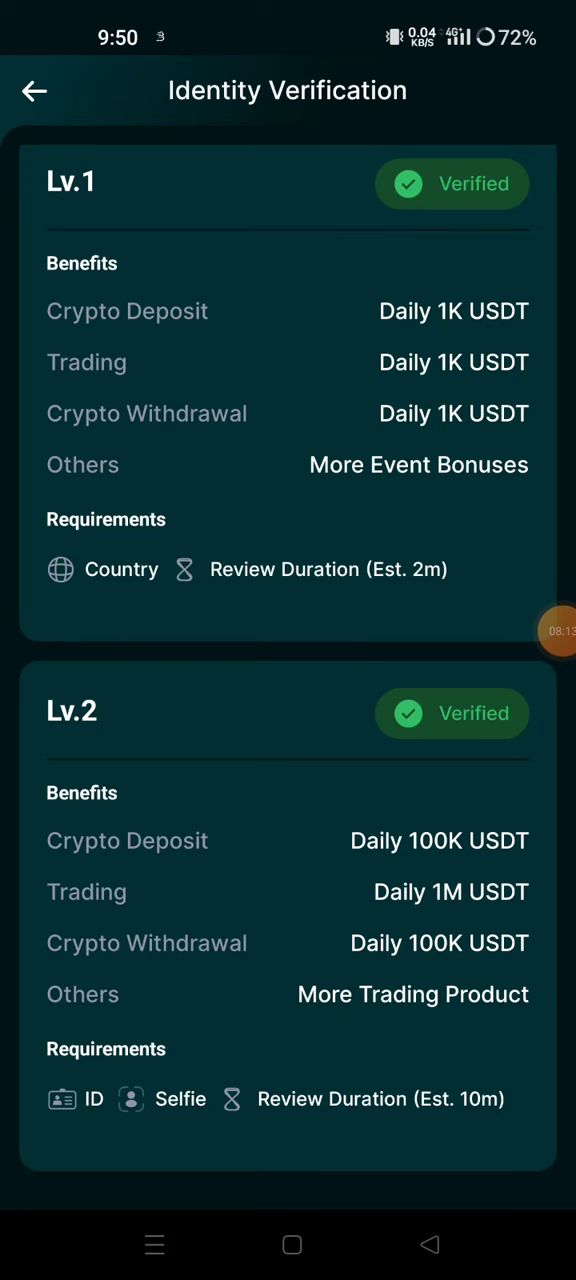 9:50
0.04
KB/S
4G+
72%
Identity Verification
Lv.1
Verified
Benefits
Crypto Deposit Daily 1K USDT
Trading Daily 1K USDT
Crypto Withdrawal Daily 1K USDT
Others More Event Bonuses
Requirements
Country Review Duration (Est. 2m)
08:13
Lv.2
Verified
Benefits
Crypto Deposit Daily 100K USDT
Trading Daily 1M USDT
Crypto Withdrawal Daily 100K USDT
Others More Trading Product
Requirements
ID Selfie Review Duration (Est. 10m)